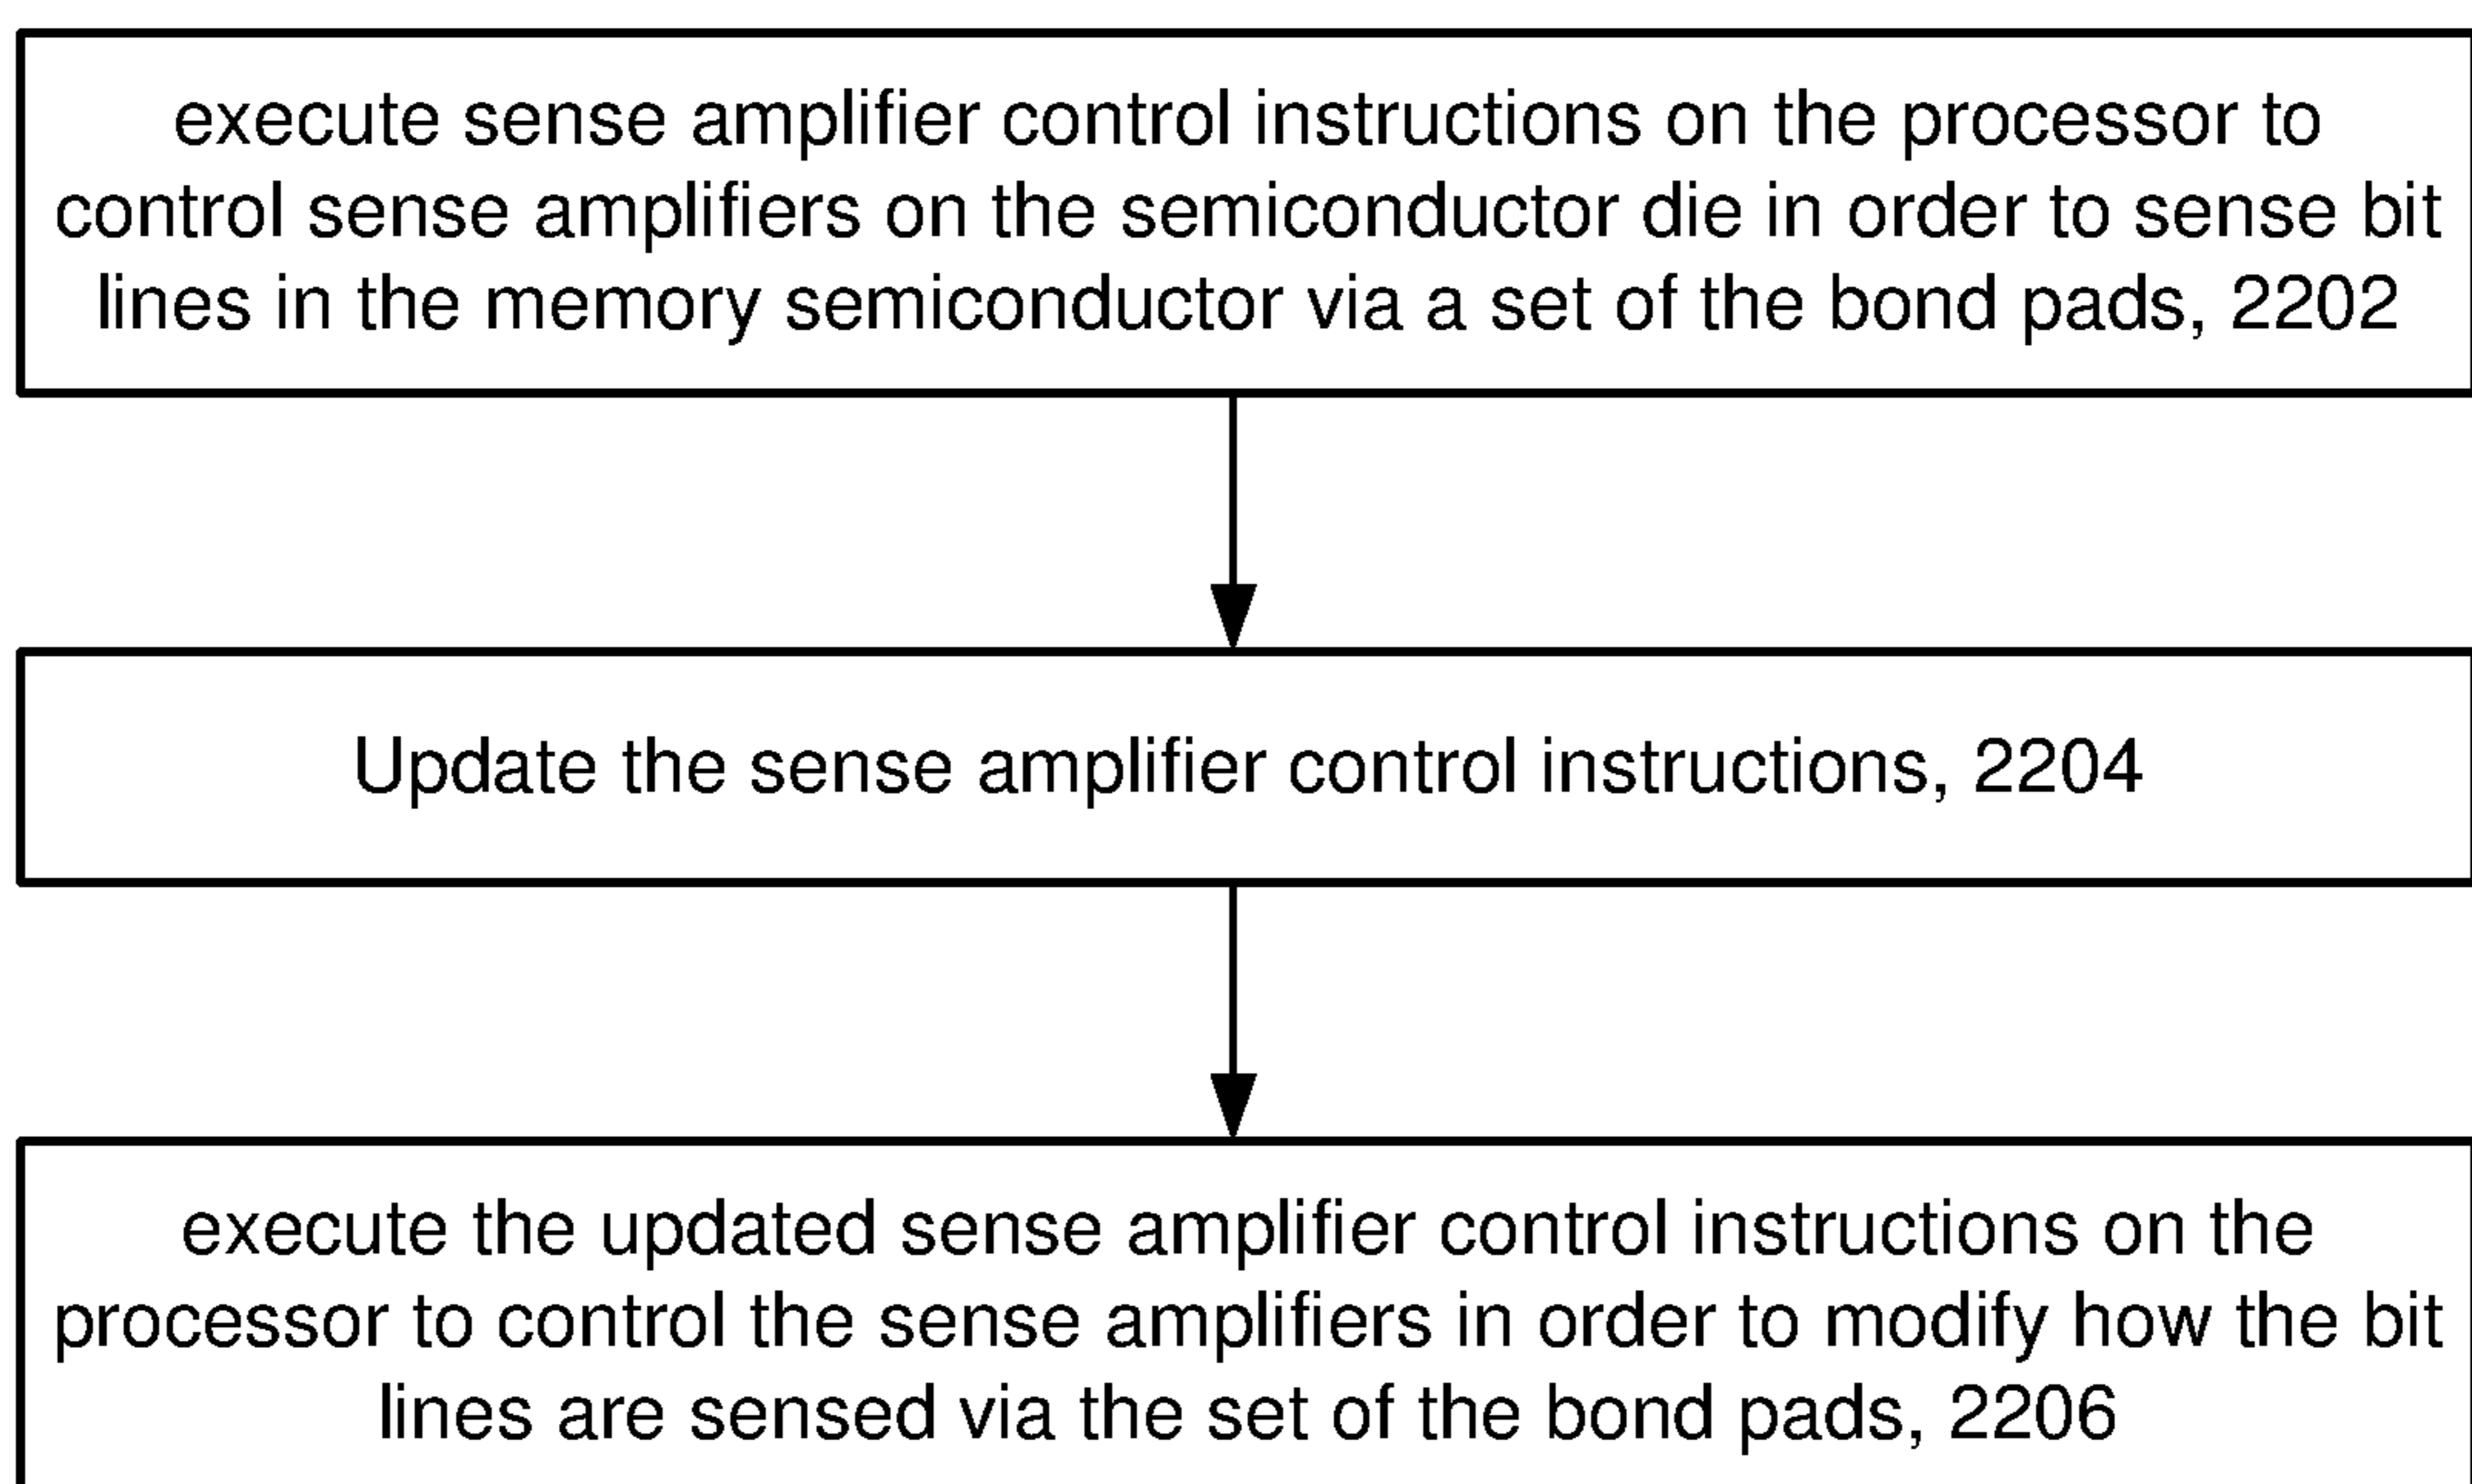 execute sense amplifier control instructions on the processor to
control sense amplifiers on the semiconductor die in order to sense bit
lines in the memory semiconductor via a set of the bond pads, 2202
Update the sense amplifier control instructions, 2204
execute the updated sense amplifier control instructions on the
processor to control the sense amplifiers in order to modify how the bit
lines are sensed via the set of the bond pads, 2206